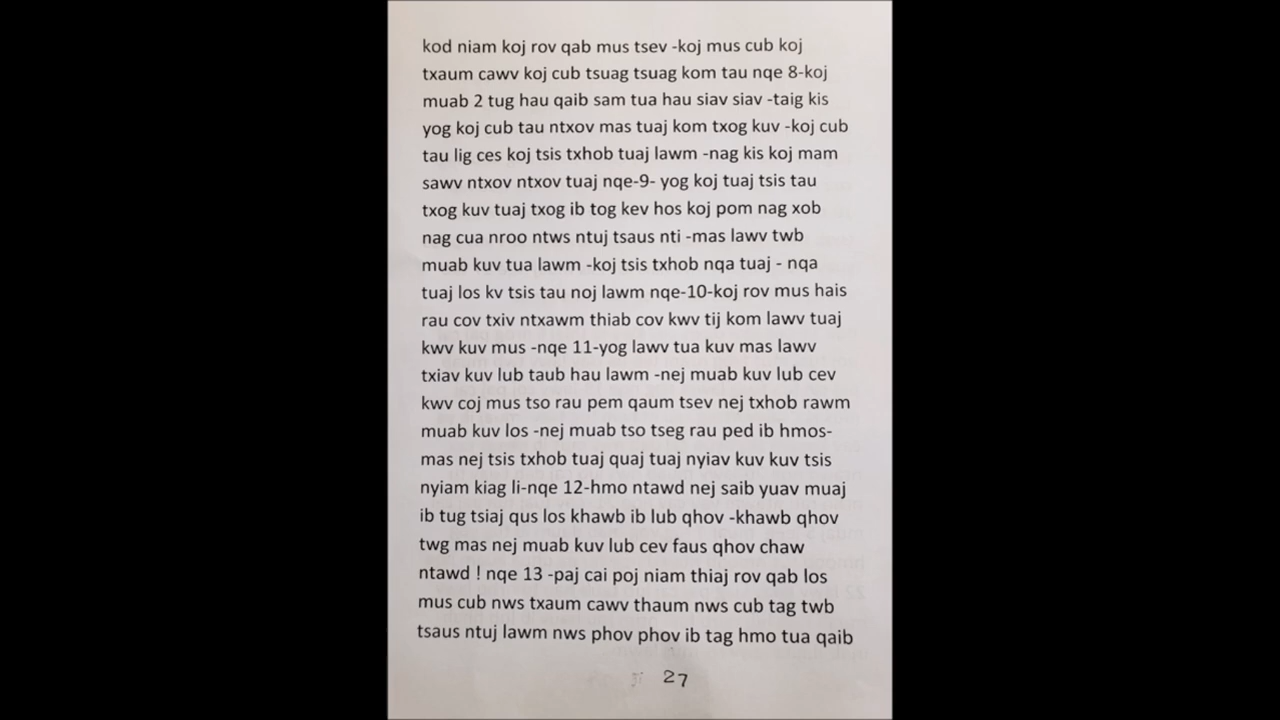 kod niam koj rov qab mus tsev -koj mus cub koj
txaum cawv koj cub tsuag tsuag kom tau nqe 8-koj
muab 2 tug hau qaib sam tua hau siav siav -taig kis
yog koj cub tau ntxov mas tuaj kom txog kuv -koj cub
tau lig ces koj tsis txhob tuaj lawm -nag kis koj mam
sawv ntxov ntxov tuaj nqe-9- yog koj tuaj tsis tau
txog kuv tuaj txog ib tog kev hos koj pom nag xob
nag cua nroo ntws ntuj tsaus nti -mas lawv twb
muab kuv tua lawm -koj tsis txhob nqa tuaj - nqa
tuaj los kv tsis tau noj lawm nqe-10-koj rov mus hais
rau cov txiv ntxawm thiab cov kwv tij kom lawv tuaj
kwv kuv mus -nqe 11-yog lawv tua kuv mas lawv
txiav kuv lub taub hau lawm -nej muab kuv lub cev
kwv coj mus tso rau pem qaum tsev nej txhob rawm
muab kuv los -nej muab tso tseg rau ped ib hmos-
mas nej tsis txhob tuaj quaj tuaj nyiav kuv kuv tsis
nyiam kiag li-nqe 12-hmo ntawd nej saib yuav muaj
ib tug tsiaj qus los khawb ib lub qhov -khawb qhov
twg mas nej muab kuv lub cev faus qhov chaw
ntawd ! nqe 13 -paj cai poj niam thiaj rov qab los
mus cub nws txaum cawv thaum nws cub tag twb
tsaus ntuj lawm nws phov phov ib tag hmo tua qaib
27